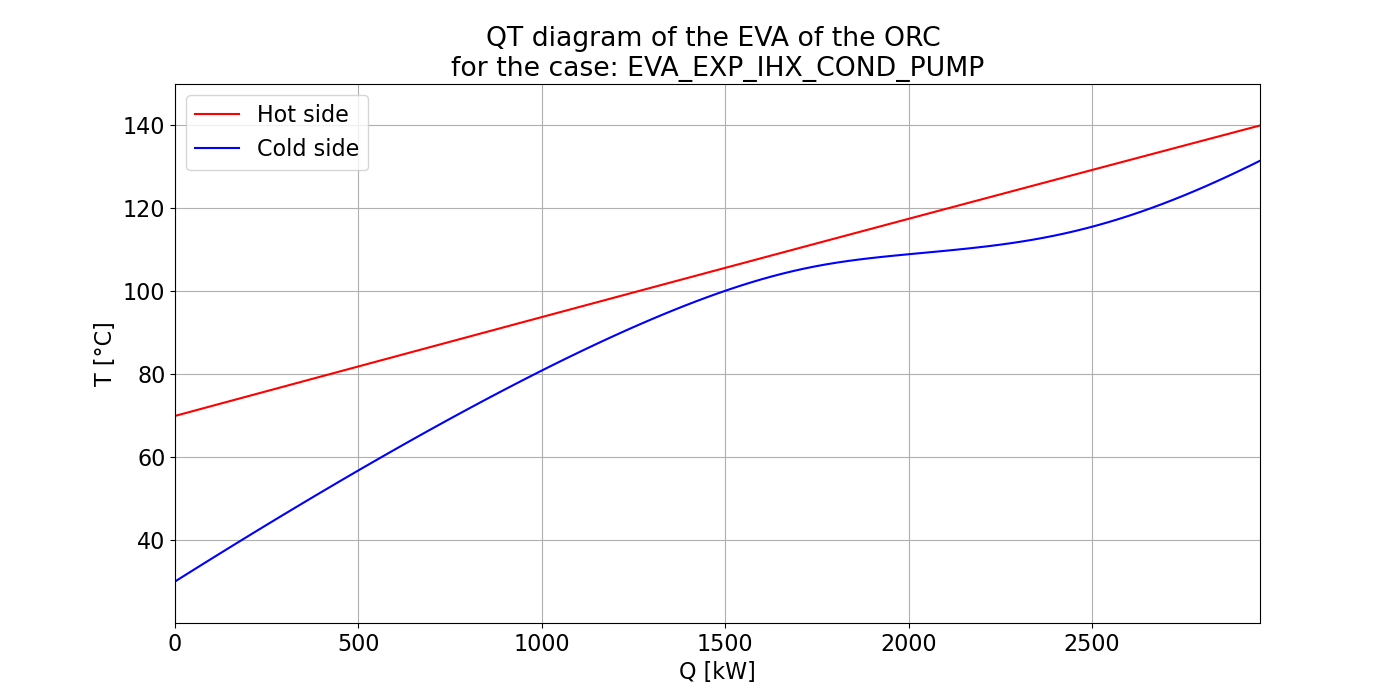 QT diagram of the EVA of the ORC
for the case: EVA_EXP_IHX_COND_PUMP
Hot side
Cold side
T [°C]
140
120
100
80
60
40
0
500
1000
1500
2000
2500
Q [kW]